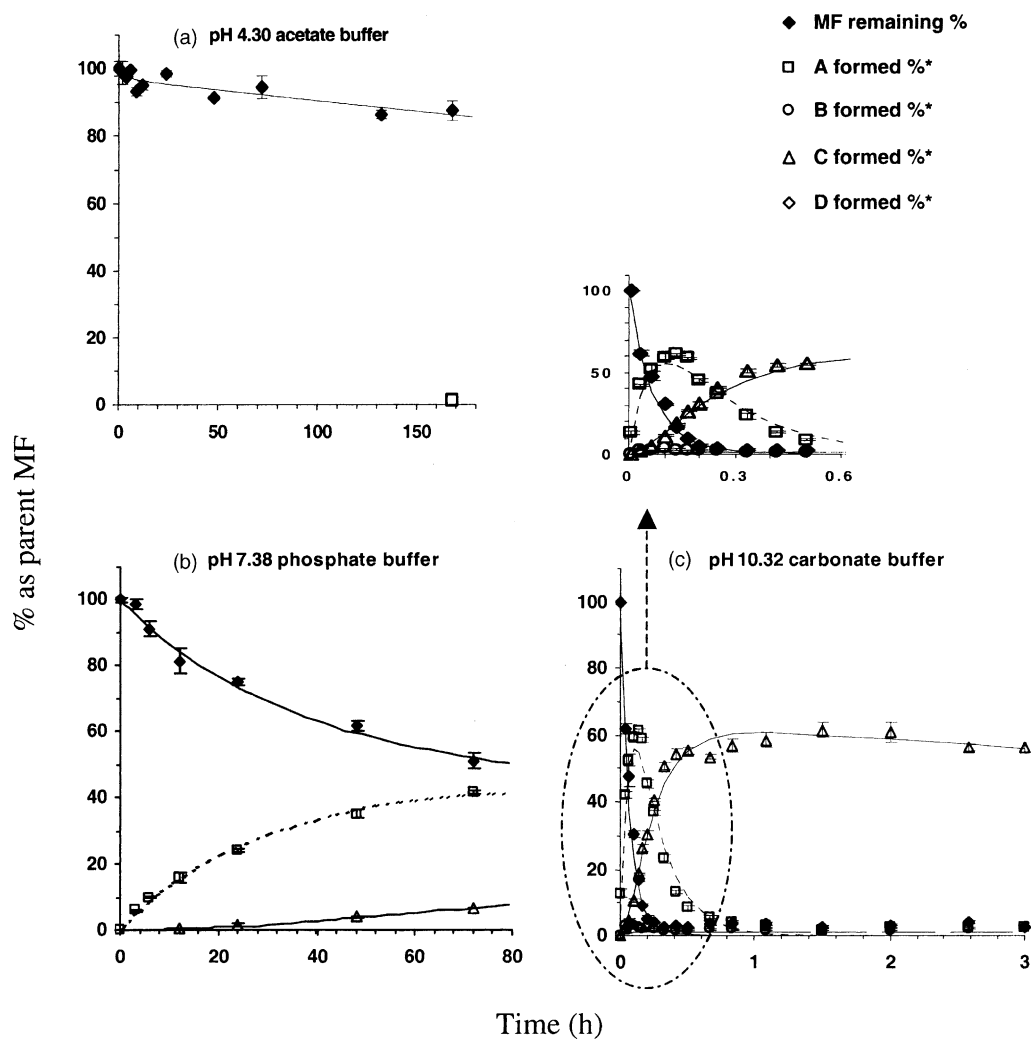 (a) pH 4.30 acetate buffer
MF remaining %
A formed %*
B formed %*
C formed %*
D formed %*
100
80
60
40
20
0
0 50 100 150
100
50
0
0 0.3 0.6
% as parent MF
(b) pH 7.38 phosphate buffer
100
80
60
40
20
0
0 20 40 60 80
(c) pH 10.32 carbonate buffer
100
80
60
40
20
0
0 1 2 3
Time (h)